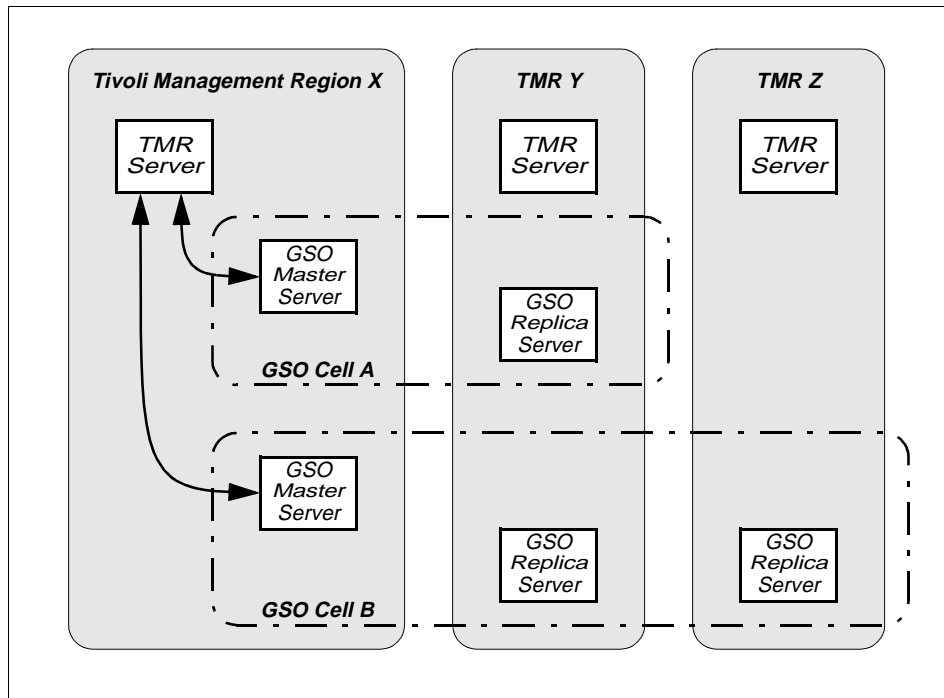 Tivoli Management Region X
TMR Y
TMR Z
TMR
Server
TMR
Server
TMR
Server
GSO
Master
Server
GSO
Replica
Server
GSO Cell A
GSO
Master
Server
GSO
Replica
Server
GSO
Replica
Server
GSO Cell B